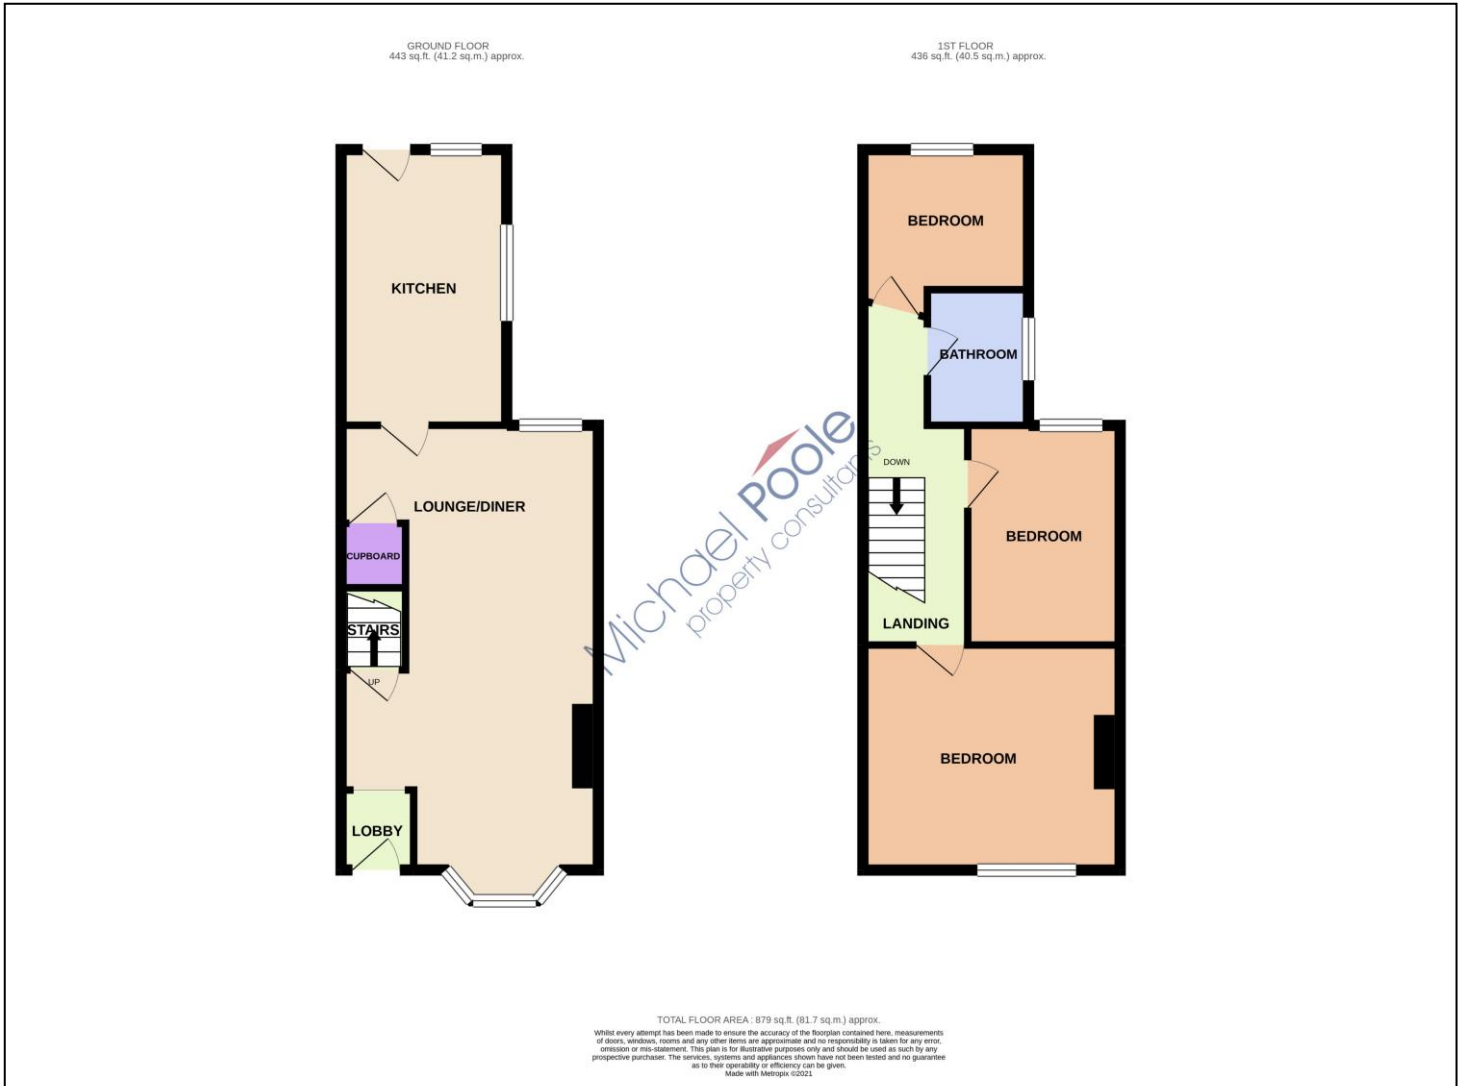 GROUND FLOOR
443 sq.ft. (41.2 sq.m.) approx.
KITCHEN
LOUNGE/DINER
CUPBOARD
STAIRS
UP
LOBBY
1ST FLOOR
436 sq.ft. (40.5 sq.m.) approx.
BEDROOM
BATHROOM
DOWN
BEDROOM
LANDING
BEDROOM
Michael Poole
property consultants
TOTAL FLOOR AREA : 879 sq.ft. (81.7 sq.m.) approx.
Whilst every attempt has been made to ensure the accuracy of the floorplan contained here, measurements
of doors, windows, rooms and any other items are approximate and no responsibility is taken for any error,
omission or mis-statement. This plan is for illustrative purposes only and should be used as such by any
prospective purchaser. The services, systems and appliances shown have not been tested and no guarantee
as to their operability or efficiency can be given.
Made with Metropix ©2021